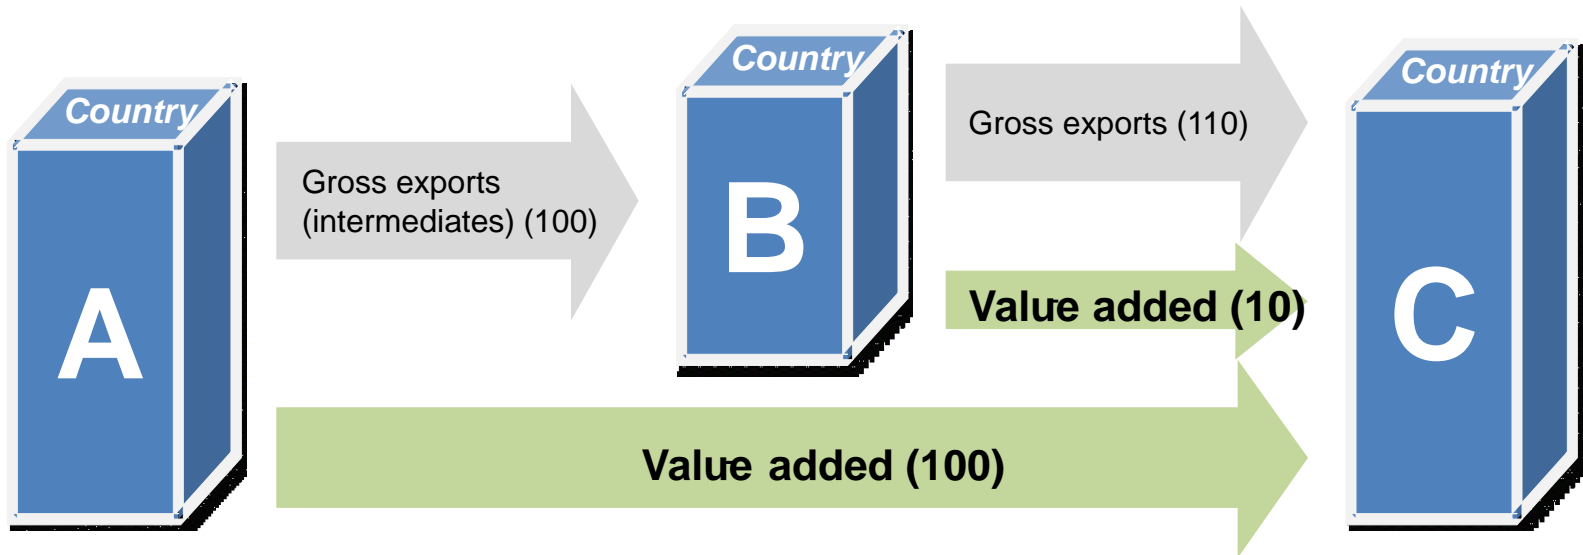 Country
A
Gross exports
(intermediates) (100)
Country
B
Gross exports (110)
Value added (10)
Value added (100)
Country
C